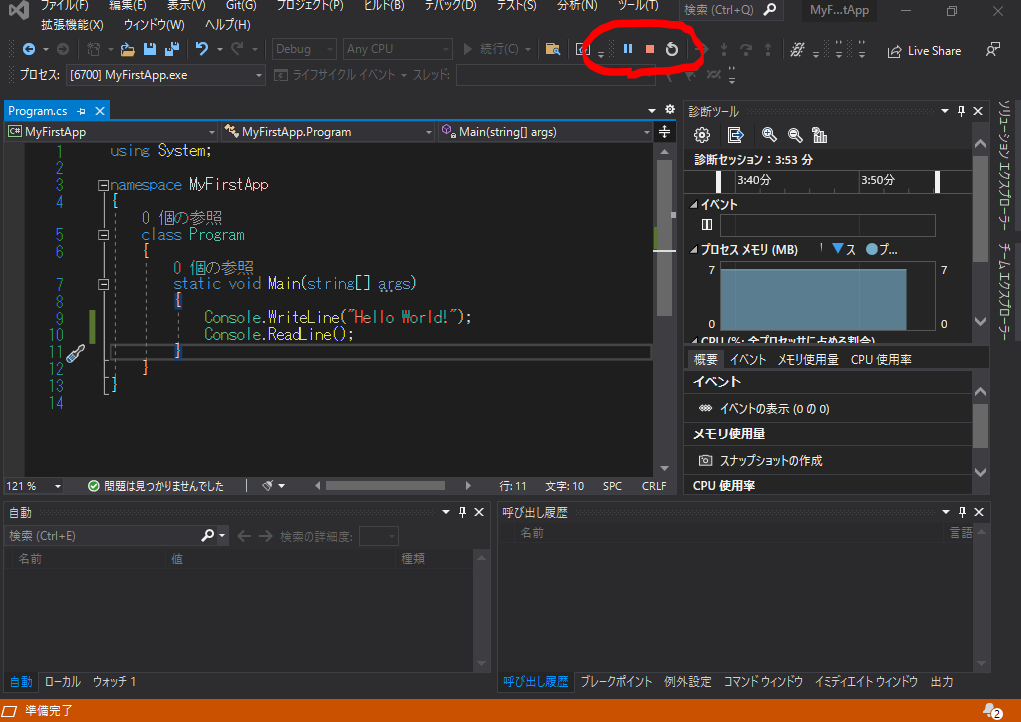 ファイル(F) 編集(E) 表示(V) Git(G) プロジェクト(P) ビルド(B) デバッグ(D) テスト(S) 分析(N) ツール(T) 検索 (Ctrl+Q) MyF...tApp
拡張機能(X) ウィンドウ(W) ヘルプ(H)
Debug Any CPU 続行(C) Live Share
プロセス: [6700] MyFirstApp.exe ライフサイクル イベント スレッド:
Program.cs
C# MyFirstApp MyFirstApp.Program Main(string[] args)
1 using System;
2
3 namespace MyFirstApp
4 {
0 個の参照
5 class Program
6 {
0 個の参照
7 static void Main(string[] args)
8 {
9 Console.WriteLine("Hello World!");
10 Console.ReadLine();
11 }
12 }
13 }
14
121 % 問題は見つかりませんでした 行: 11 文字: 10 SPC CRLF
診断ツール
診断セッション: 3:53 分
3:40分 3:50分
イベント
プロセス メモリ (MB) ! ス プ...
7 7
0 0
CPU (%: 全プロセッサに占める割合)
概要 イベント メモリ使用量 CPU 使用率
イベント
イベントの表示 (0 の 0)
メモリ使用量
スナップショットの作成
CPU 使用率
ソリューション エクスプローラー
チーム エクスプローラー
自動
検索 (Ctrl+E) 検索の詳細度:
名前 値 種類
自動 ローカル ウォッチ 1
呼び出し履歴
名前 言語
呼び出し履歴 ブレークポイント 例外設定 コマンド ウィンドウ イミディエイト ウィンドウ 出力
準備完了 2